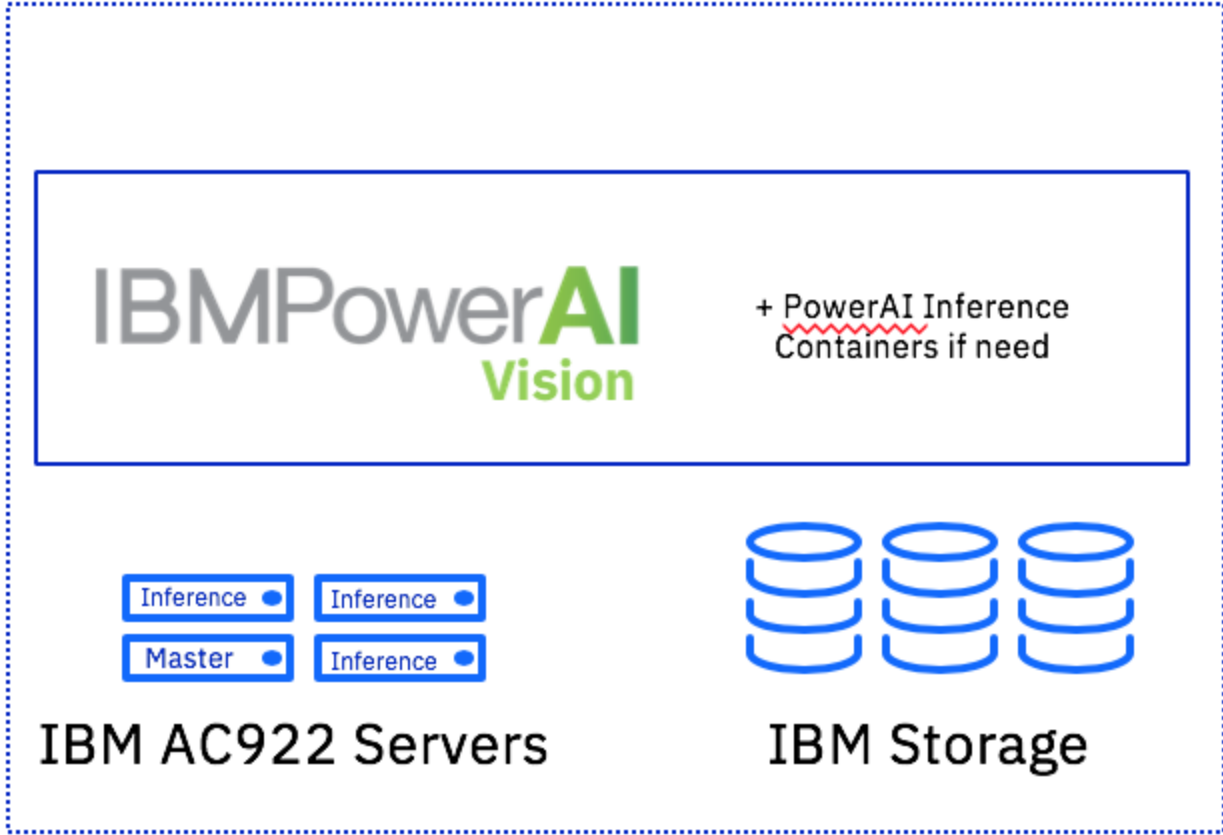 IBMPowerAI
Vision
+ PowerAI Inference
Containers if need
Inference
Inference
Master
Inference
IBM AC922 Servers
IBM Storage